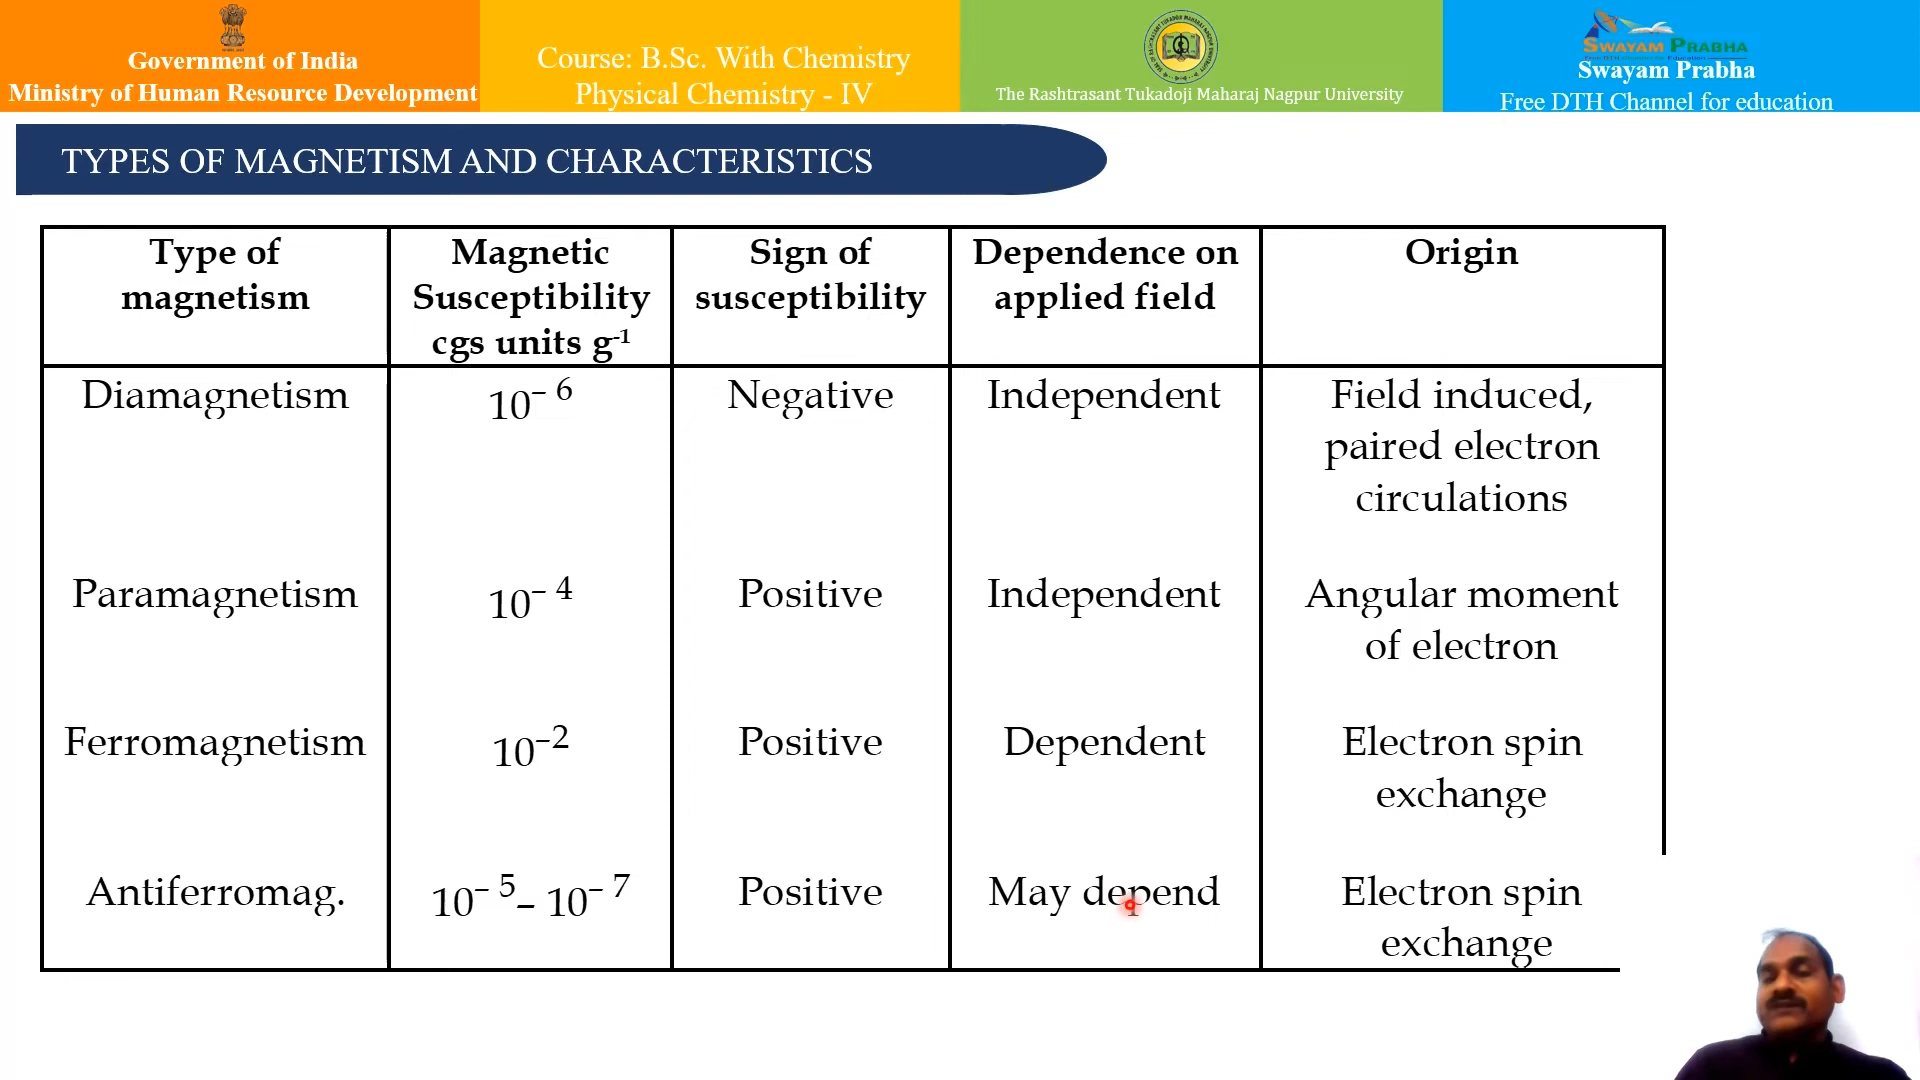 Government of India
Ministry of Human Resource Development
Course: B.Sc. With Chemistry
Physical Chemistry - IV
The Rashtrasant Tukadoji Maharaj Nagpur University
SWAYAM PRABHA
Swayam Prabha
Free DTH Channel for education
TYPES OF MAGNETISM AND CHARACTERISTICS
Type of magnetism | Magnetic Susceptibility cgs units g⁻¹ | Sign of susceptibility | Dependence on applied field | Origin
Diamagnetism | 10⁻⁶ | Negative | Independent | Field induced, paired electron circulations
Paramagnetism | 10⁻⁴ | Positive | Independent | Angular moment of electron
Ferromagnetism | 10⁻² | Positive | Dependent | Electron spin exchange
Antiferromag. | 10⁻⁵– 10⁻⁷ | Positive | May depend | Electron spin exchange